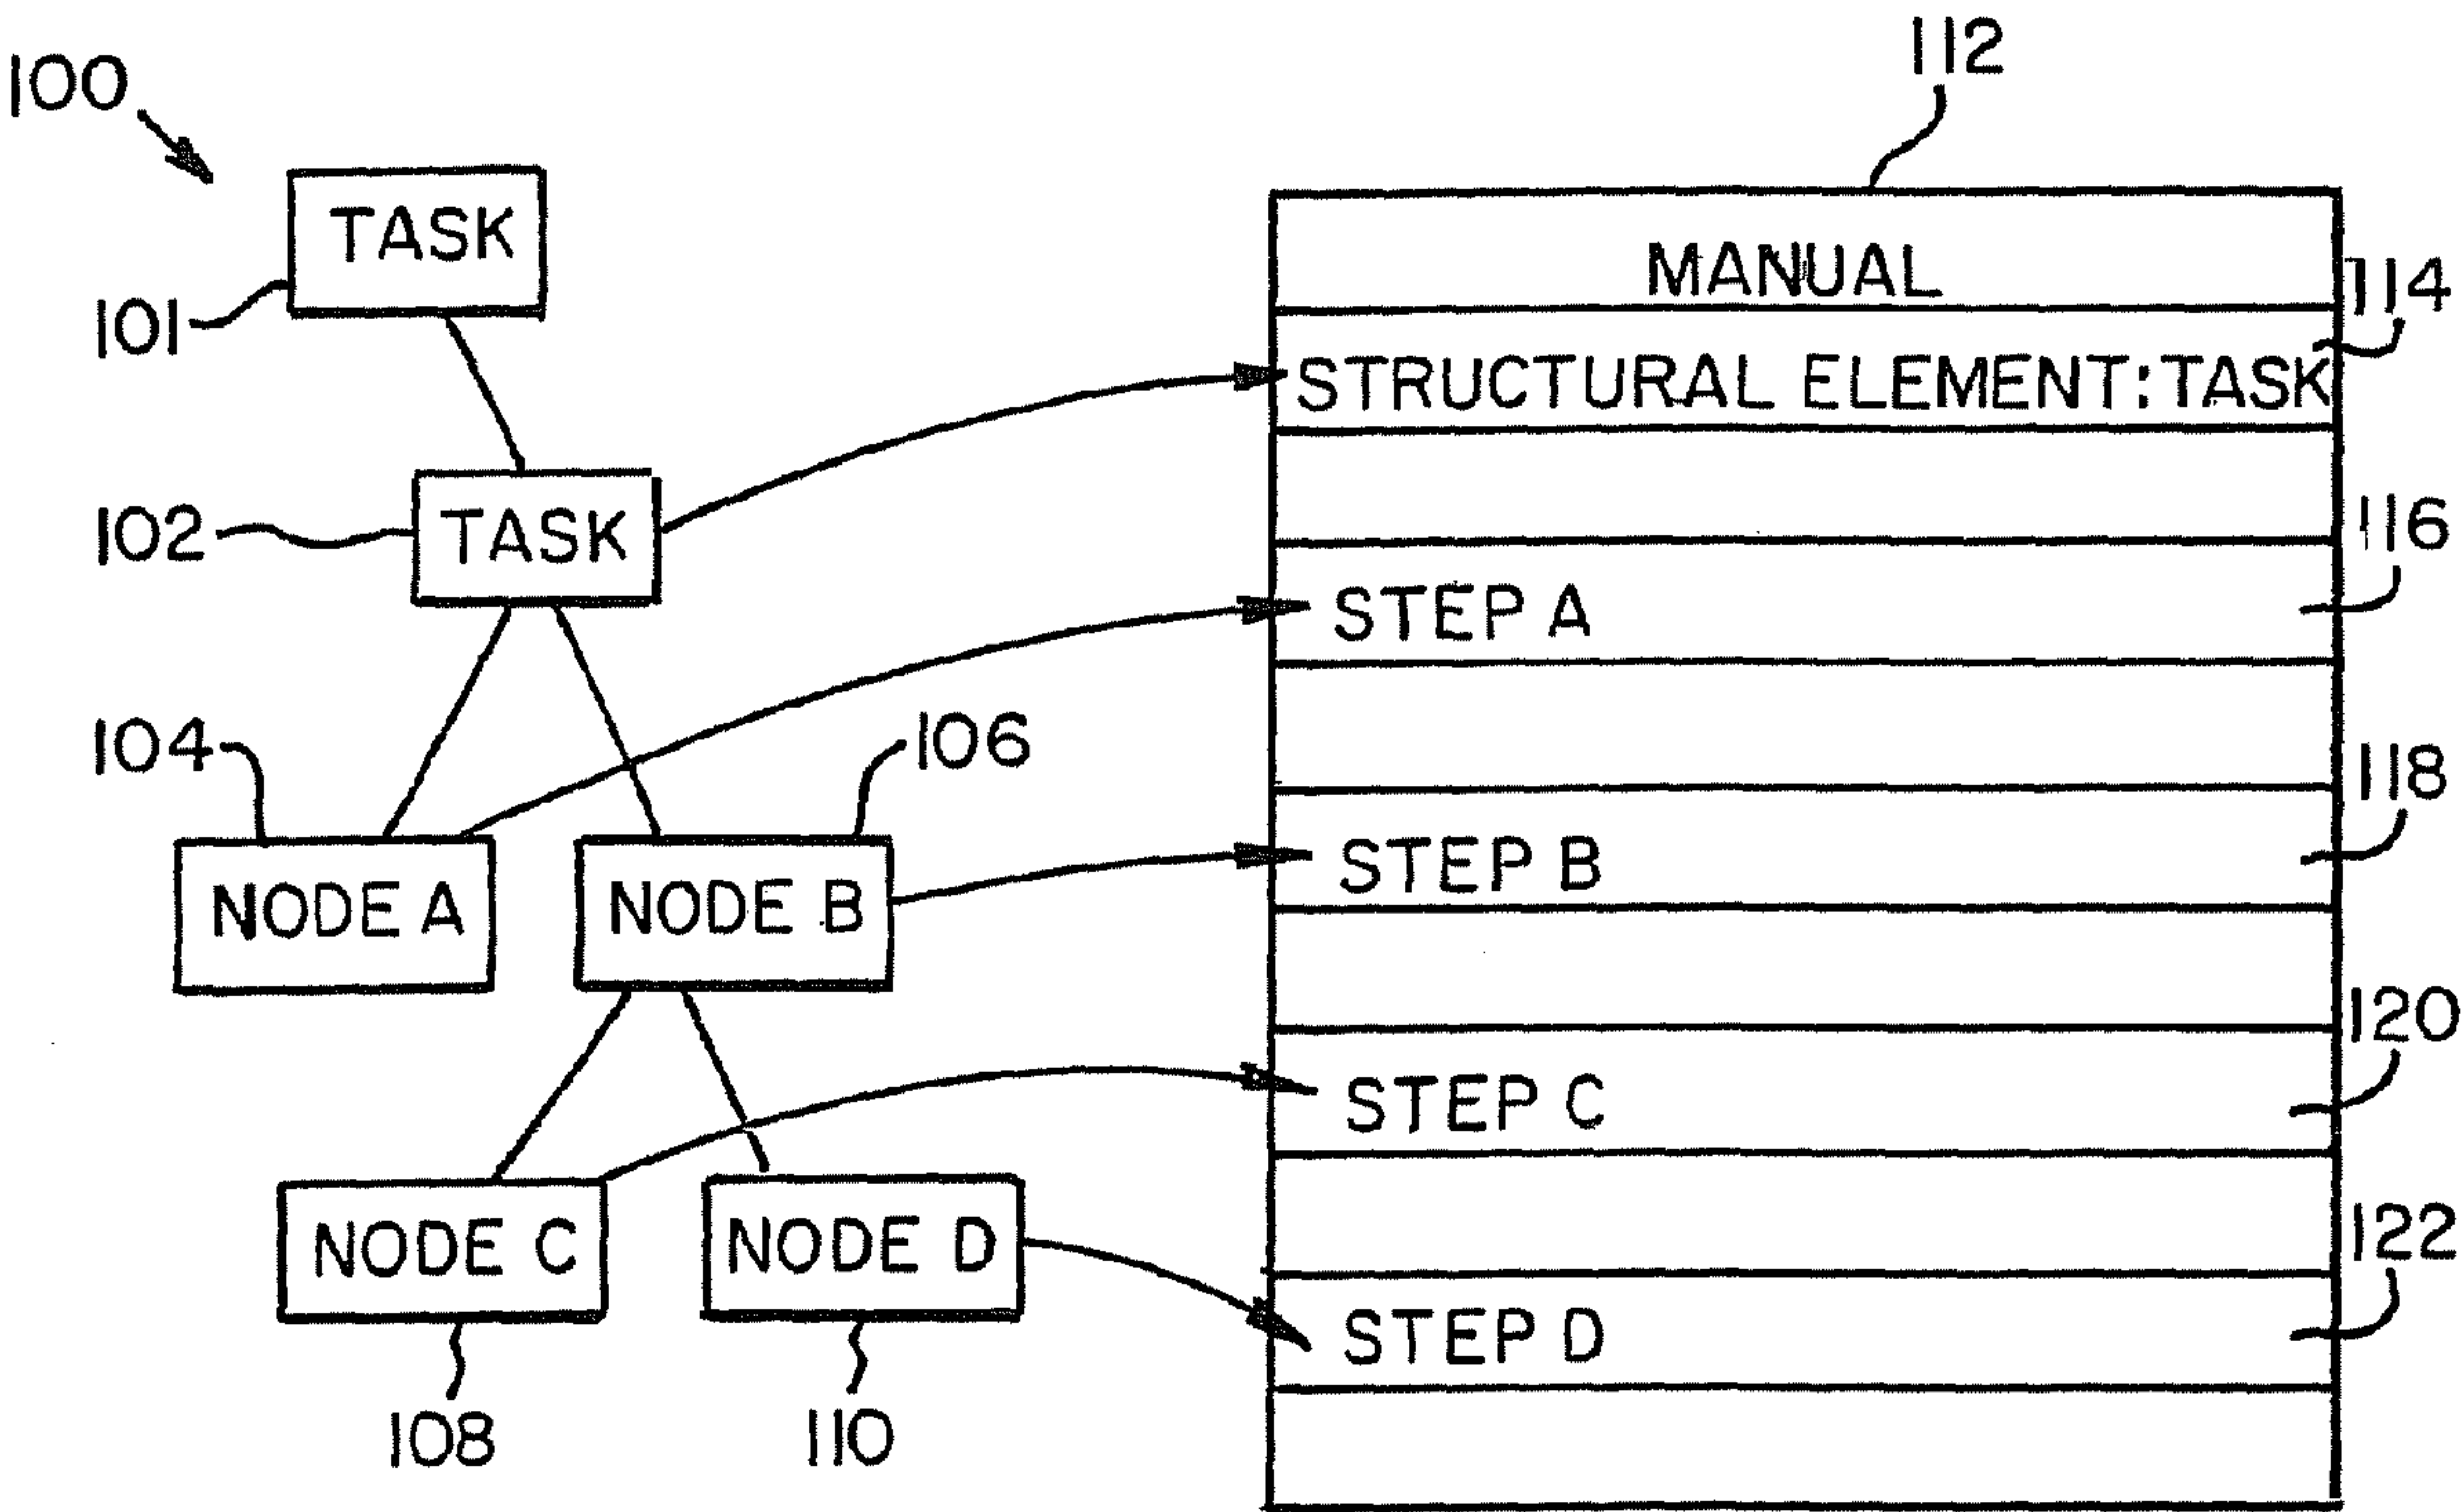 112
100
TASK
MANUAL
114
101
STRUCTURAL ELEMENT:TASK
102
TASK
116
STEP A
104
106
118
NODE A
NODE B
STEP B
120
STEP C
NODE C
NODE D
122
STEP D
108
110